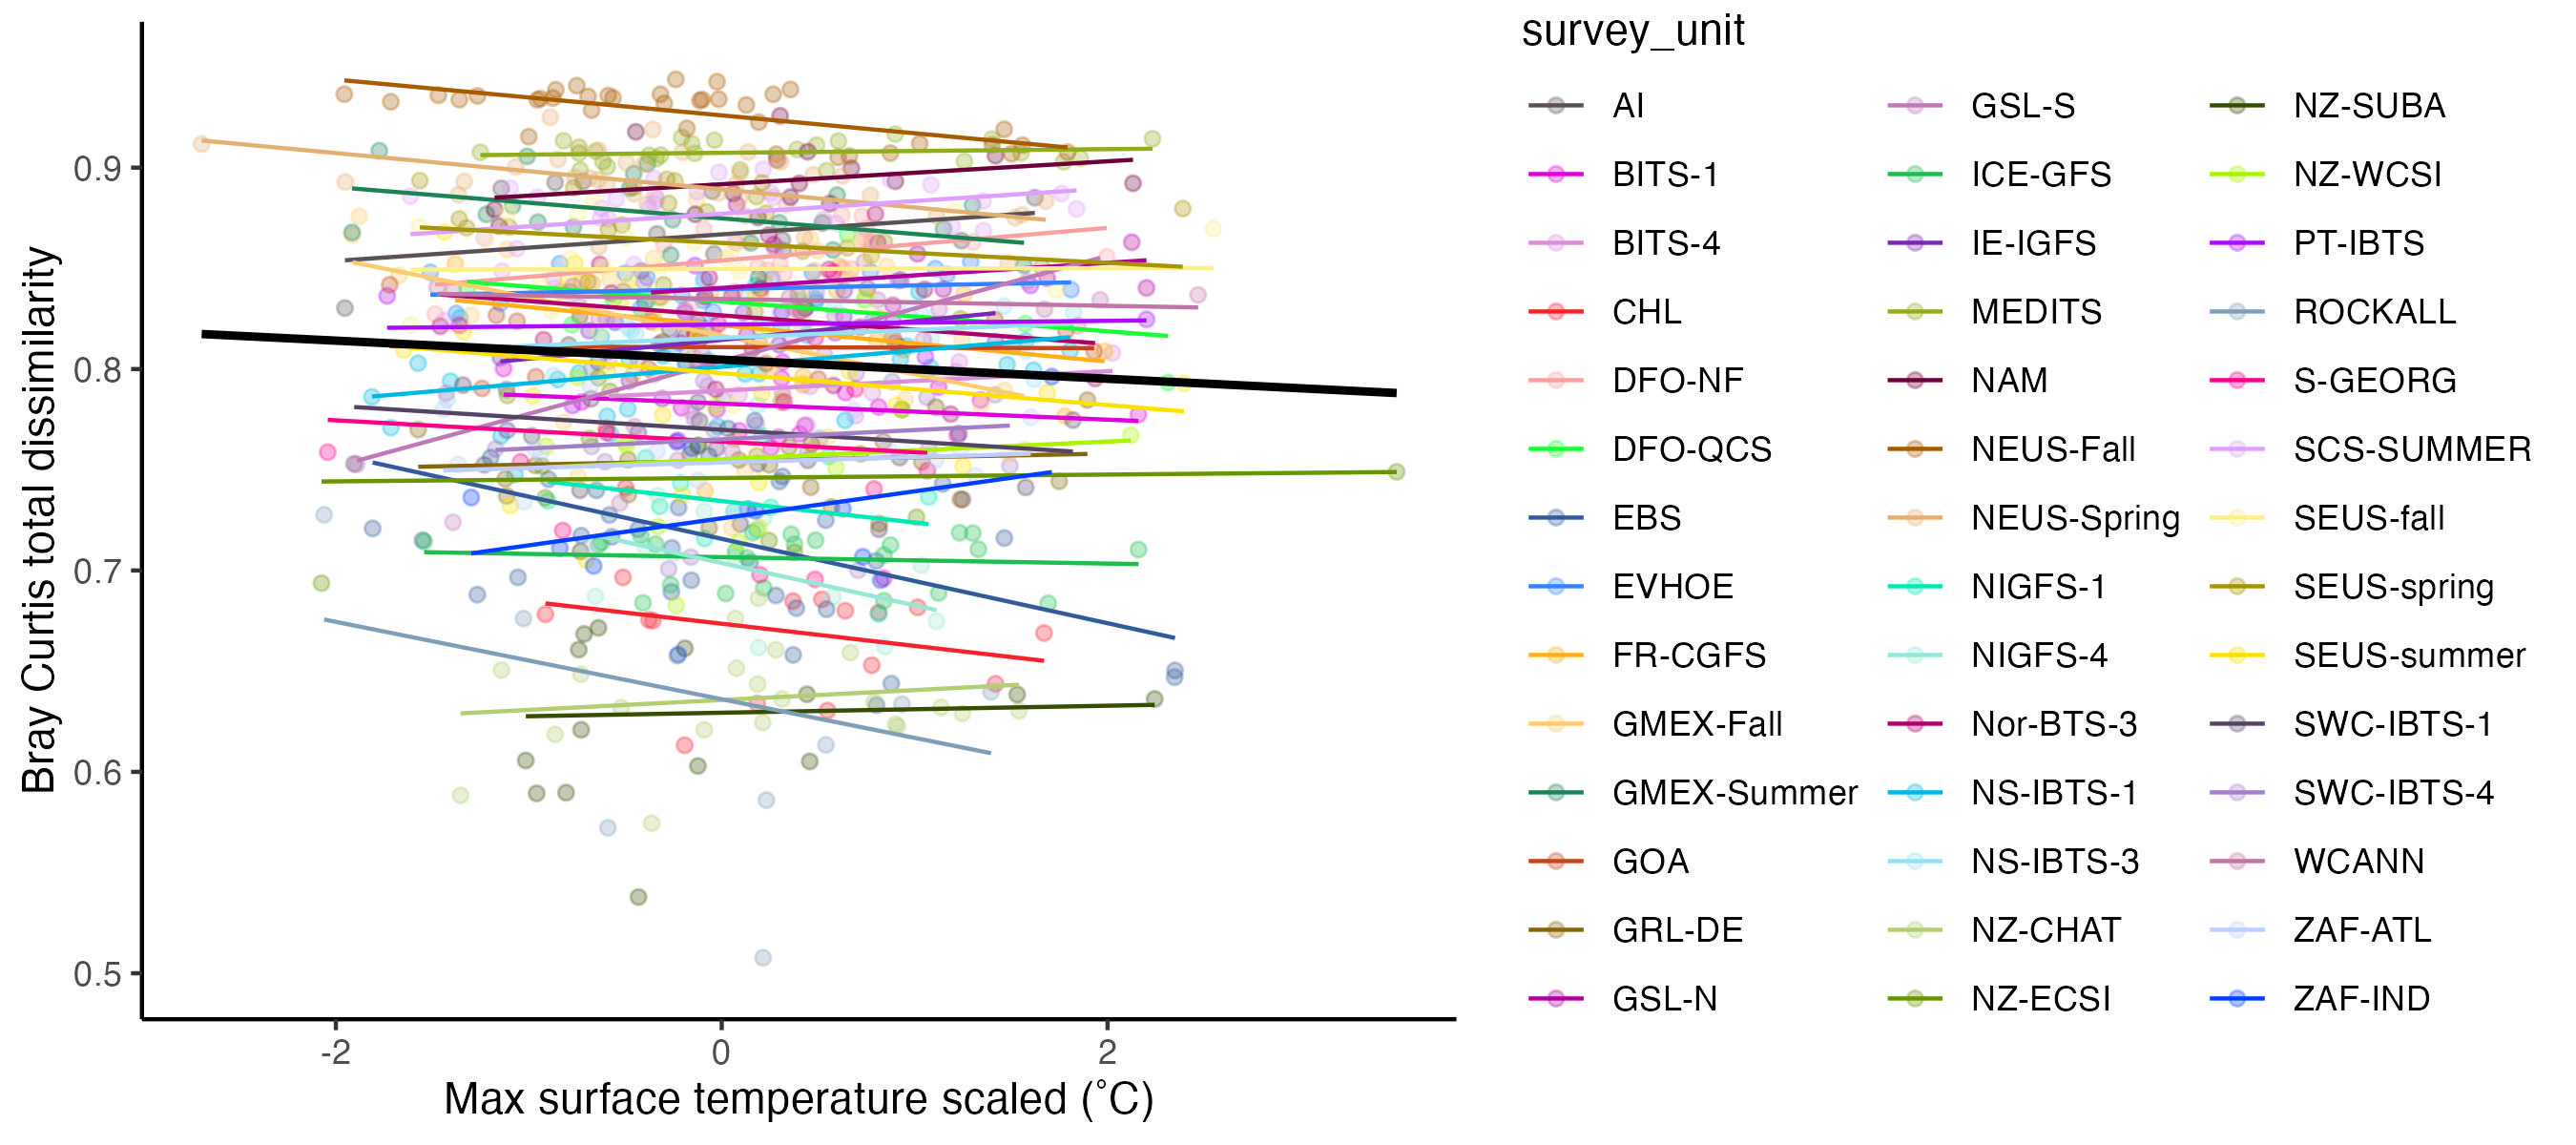 survey_unit
AI
BITS-1
BITS-4
CHL
DFO-NF
DFO-QCS
EBS
EVHOE
FR-CGFS
GMEX-Fall
GMEX-Summer
GOA
GRL-DE
GSL-N
GSL-S
ICE-GFS
IE-IGFS
MEDITS
NAM
NEUS-Fall
NEUS-Spring
NIGFS-1
NIGFS-4
Nor-BTS-3
NS-IBTS-1
NS-IBTS-3
NZ-CHAT
NZ-ECSI
NZ-SUBA
NZ-WCSI
PT-IBTS
ROCKALL
S-GEORG
SCS-SUMMER
SEUS-fall
SEUS-spring
SEUS-summer
SWC-IBTS-1
SWC-IBTS-4
WCANN
ZAF-ATL
ZAF-IND
Bray Curtis total dissimilarity
0.9
0.8
0.7
0.6
0.5
-2 0 2
Max surface temperature scaled (˚C)